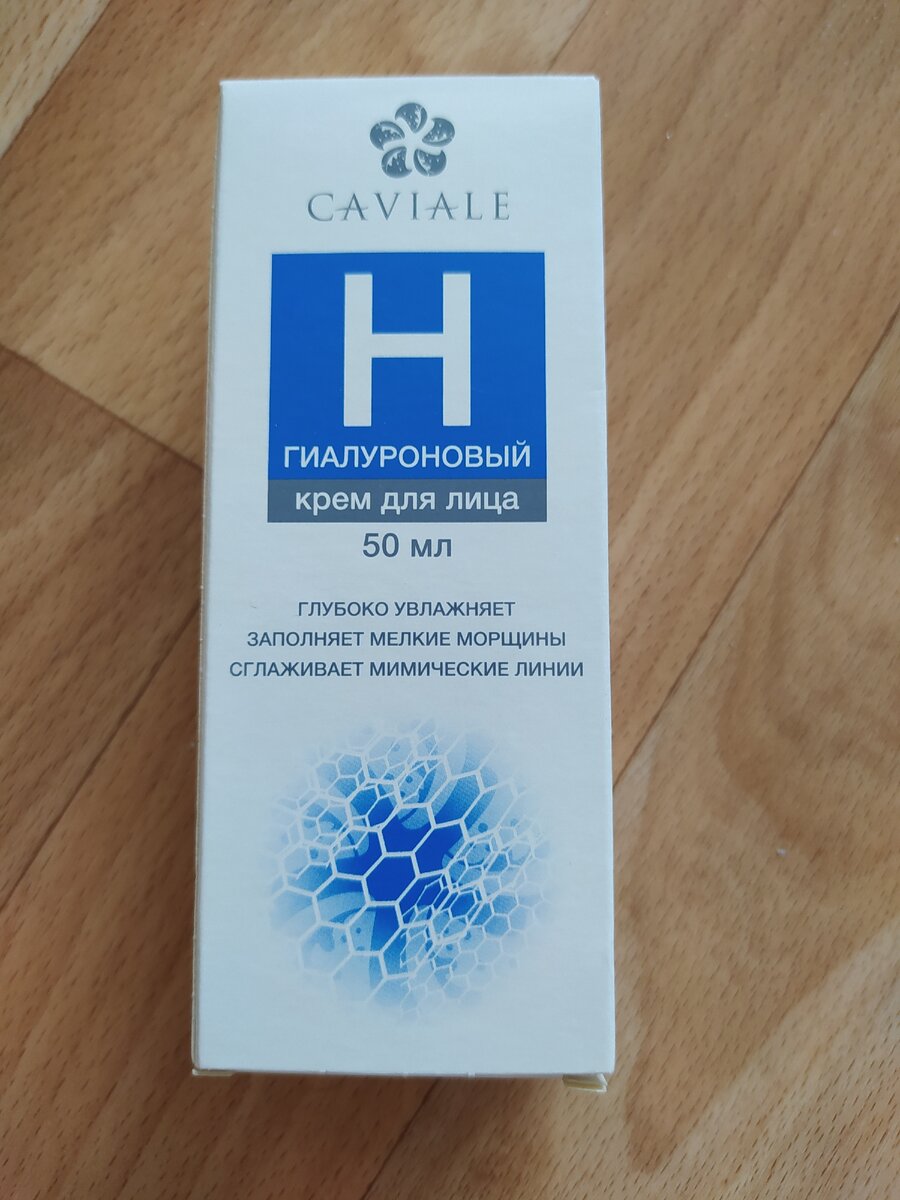 CAVIALE
H
ГИАЛУРОНОВЫЙ
крем для лица
50 мл
ГЛУБОКО УВЛАЖНЯЕТ
ЗАПОЛНЯЕТ МЕЛКИЕ МОРЩИНЫ
СГЛАЖИВАЕТ МИМИЧЕСКИЕ ЛИНИИ